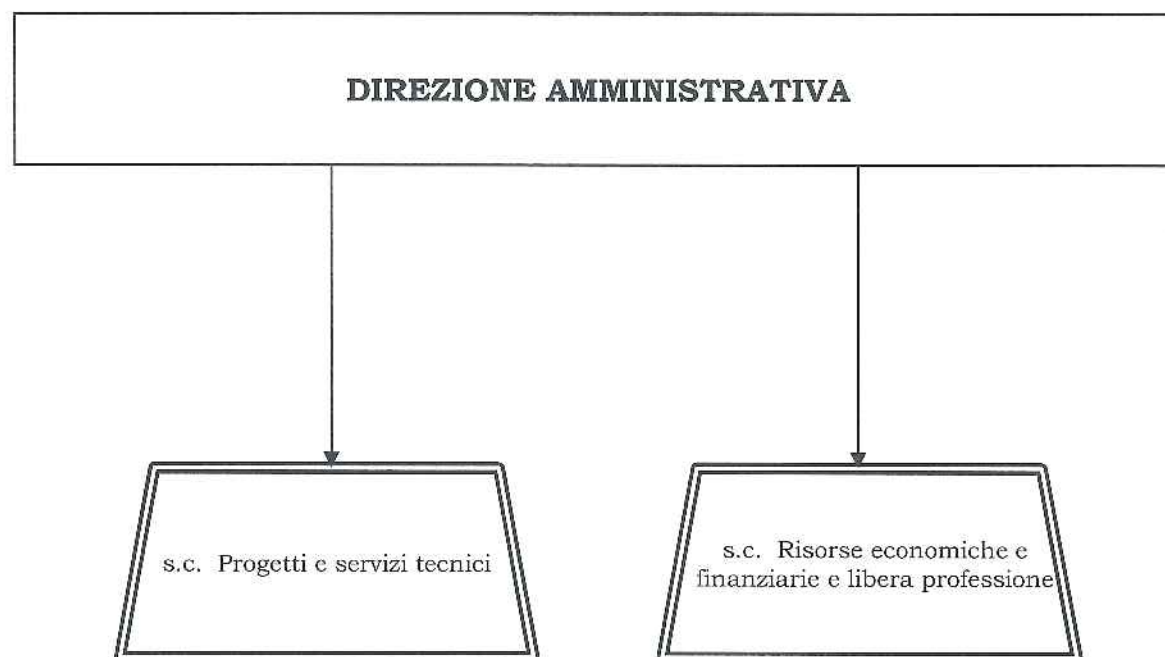 DIREZIONE AMMINISTRATIVA
s.c. Progetti e servizi tecnici
s.c. Risorse economiche e
finanziarie e libera professione